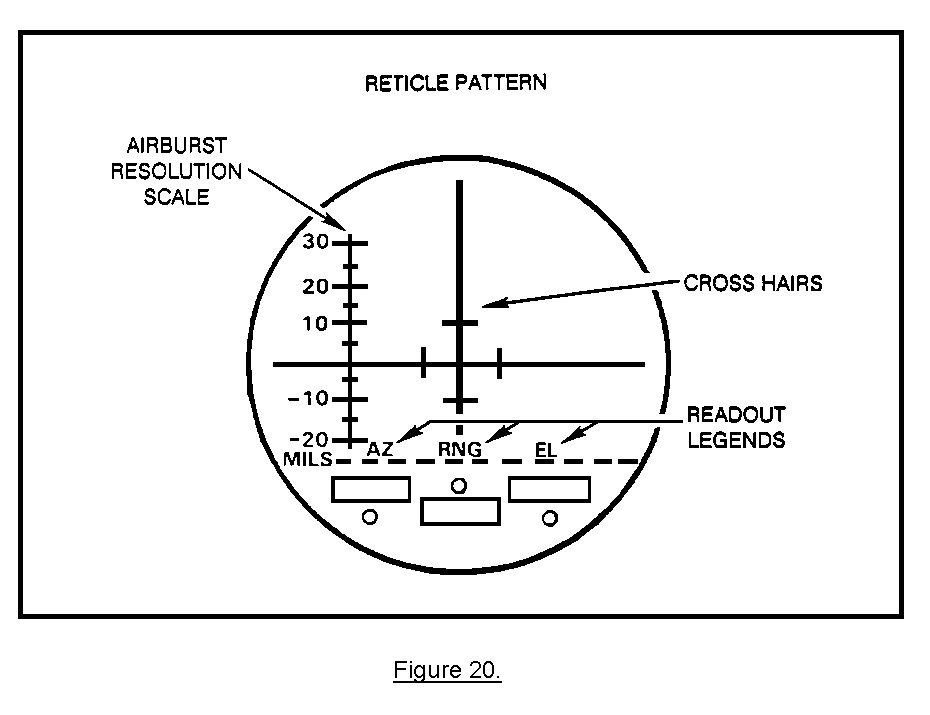 RETICLE PATTERN
AIRBURST
RESOLUTION
SCALE
30
20
10
CROSS HAIRS
-10
-20
MILS
AZ
RNG
EL
READOUT
LEGENDS
Figure 20.